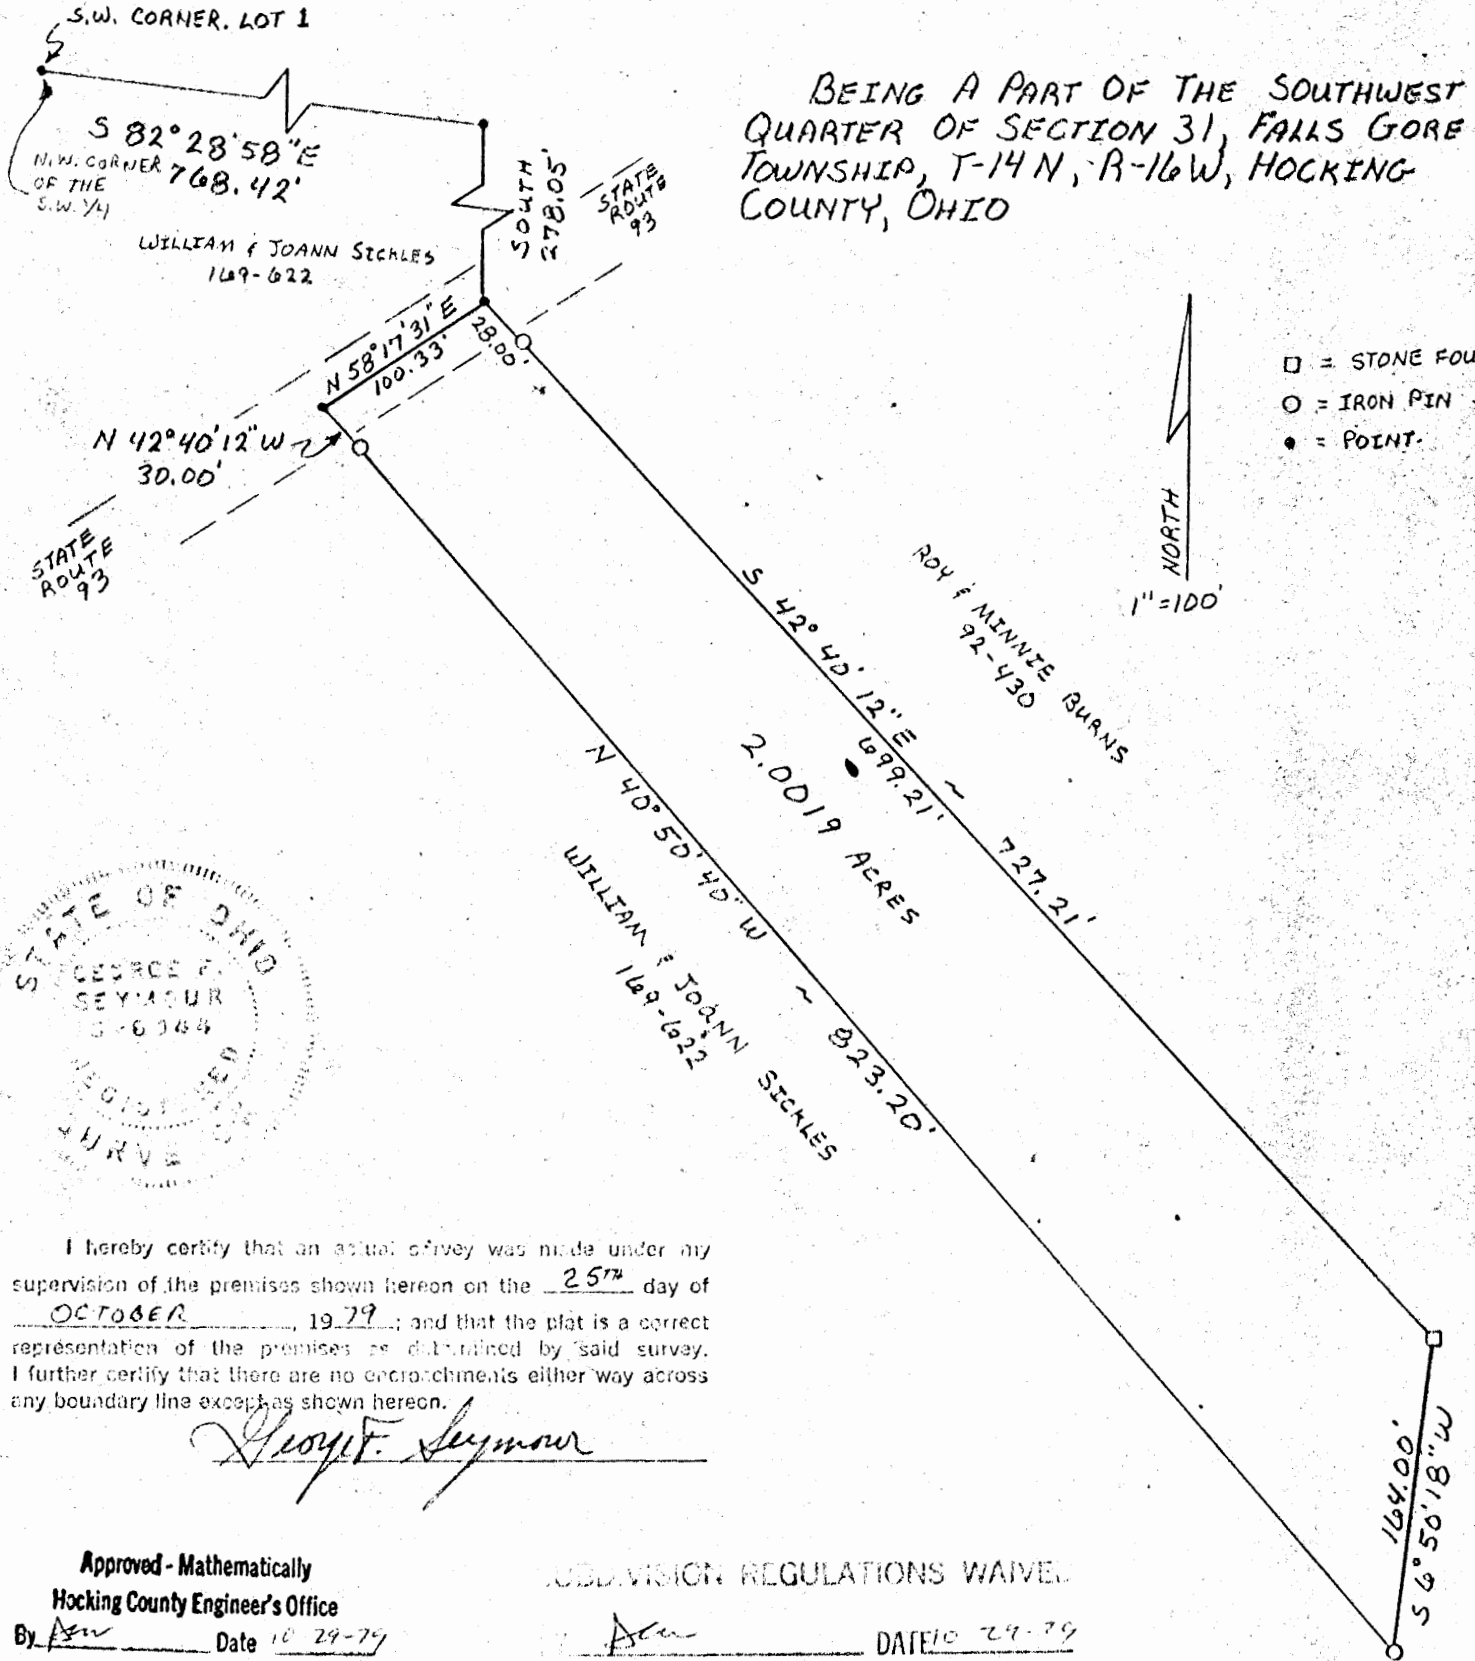 S.W. CORNER. LOT 1
S 82° 28' 58" E
768.42'
N.W. CORNER
OF THE
S.W. 1/4
SOUTH
278.05'
STATE
ROUTE
93
BEING A PART OF THE SOUTHWEST
QUARTER OF SECTION 31, FALLS GORE
TOWNSHIP, T-14 N, R-16 W, HOCKING
COUNTY, OHIO
WILLIAM & JOANN SICKLES
169-622
N 58° 17' 31" E
100.33'
28.00'
N 42° 40' 12" W
30.00'
STATE
ROUTE
93
□ = STONE FOU
○ = IRON PIN
● = POINT.
NORTH
1" = 100'
ROY & MINNIE BURNS
92-430
S 42° 40' 12" E ~ 727.21'
699.21'
2.0019 ACRES
N 40° 50' 40" W ~ 823.20'
WILLIAM & JOANN SICKLES
169-622
164.00'
S 6° 50' 18" W
STATE OF OHIO
GEORGE F.
SEYMOUR
I hereby certify that an actual survey was made under my
supervision of the premises shown hereon on the 25TH day of
OCTOBER, 1979; and that the plat is a correct
representation of the premises as determined by said survey.
I further certify that there are no encroachments either way across
any boundary line except as shown hereon.
George F. Seymour
Approved - Mathematically
Hocking County Engineer's Office
By Date 10 29-79
REGULATIONS WAIVE
DATE 10 29-79